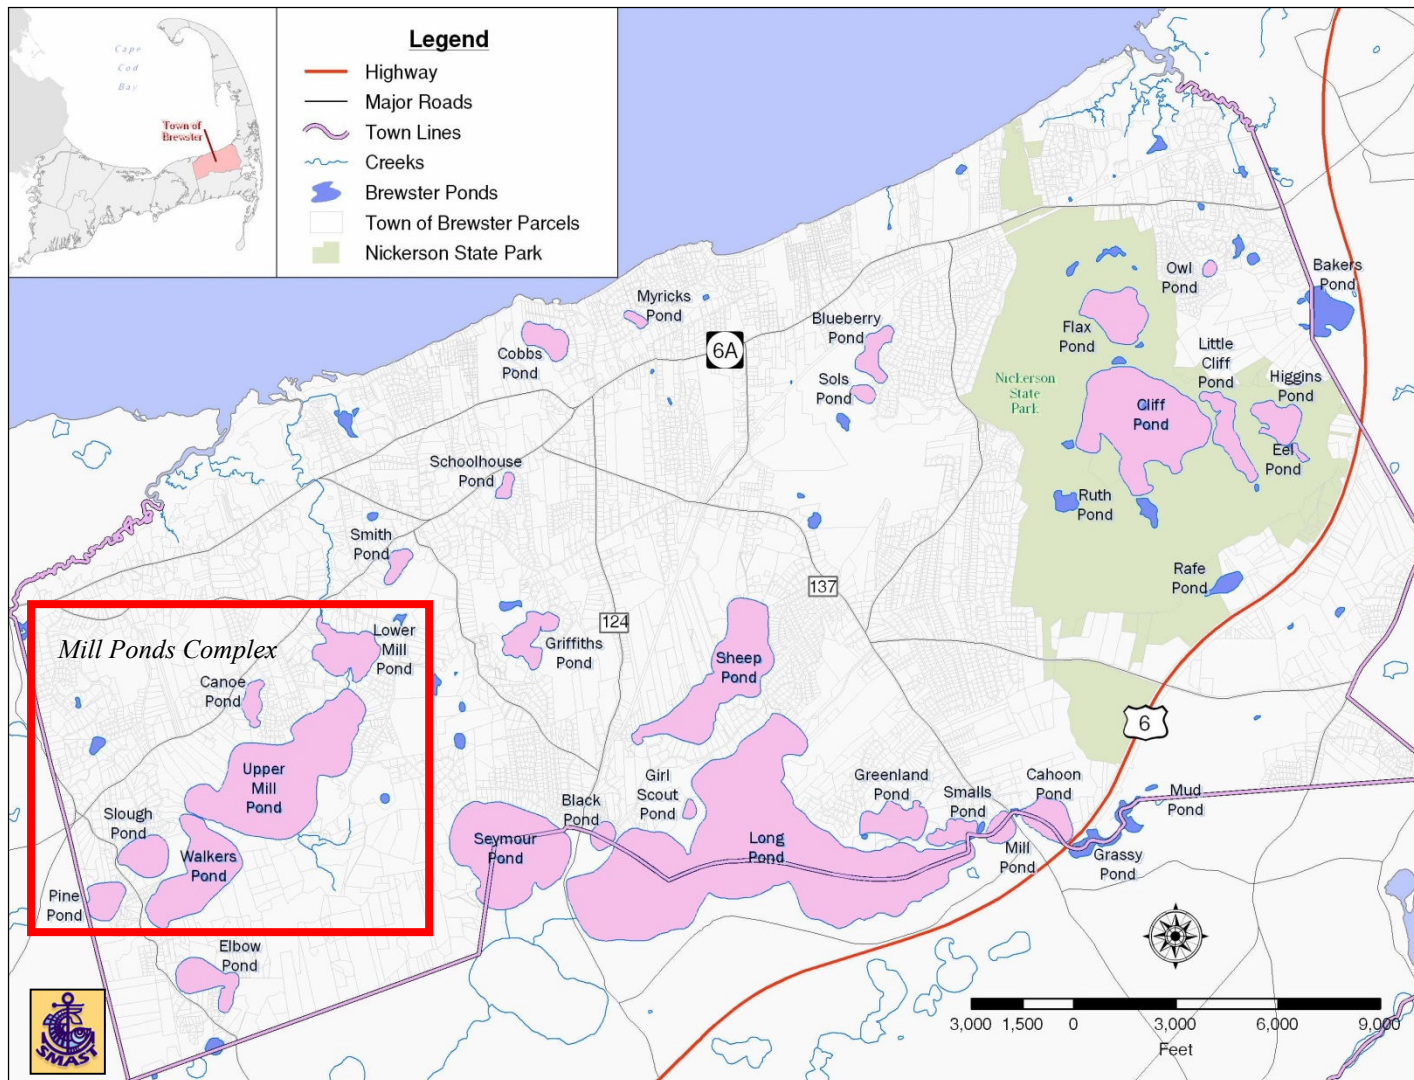 Cape
Cod
Bay
Town of
Brewster
Legend
Highway
Major Roads
Town Lines
Creeks
Brewster Ponds
Town of Brewster Parcels
Nickerson State Park
Myricks
Pond
Cobbs
Pond
6A
Blueberry
Pond
Sols
Pond
Owl
Pond
Bakers
Pond
Flax
Pond
Little
Cliff
Pond
Higgins
Pond
Nickerson
State
Park
Cliff
Pond
Eel
Pond
Schoolhouse
Pond
Ruth
Pond
Smith
Pond
Rafe
Pond
137
124
Mill Ponds Complex
Lower
Mill
Pond
Canoe
Pond
Griffiths
Pond
Sheep
Pond
6
Upper
Mill
Pond
Slough
Pond
Walkers
Pond
Pine
Pond
Elbow
Pond
Seymour
Pond
Black
Pond
Girl
Scout
Pond
Long
Pond
Greenland
Pond
Smalls
Pond
Cahoon
Pond
Mill
Pond
Mud
Pond
Grassy
Pond
SMAST
3,000 1,500 0 3,000 6,000 9,000
Feet